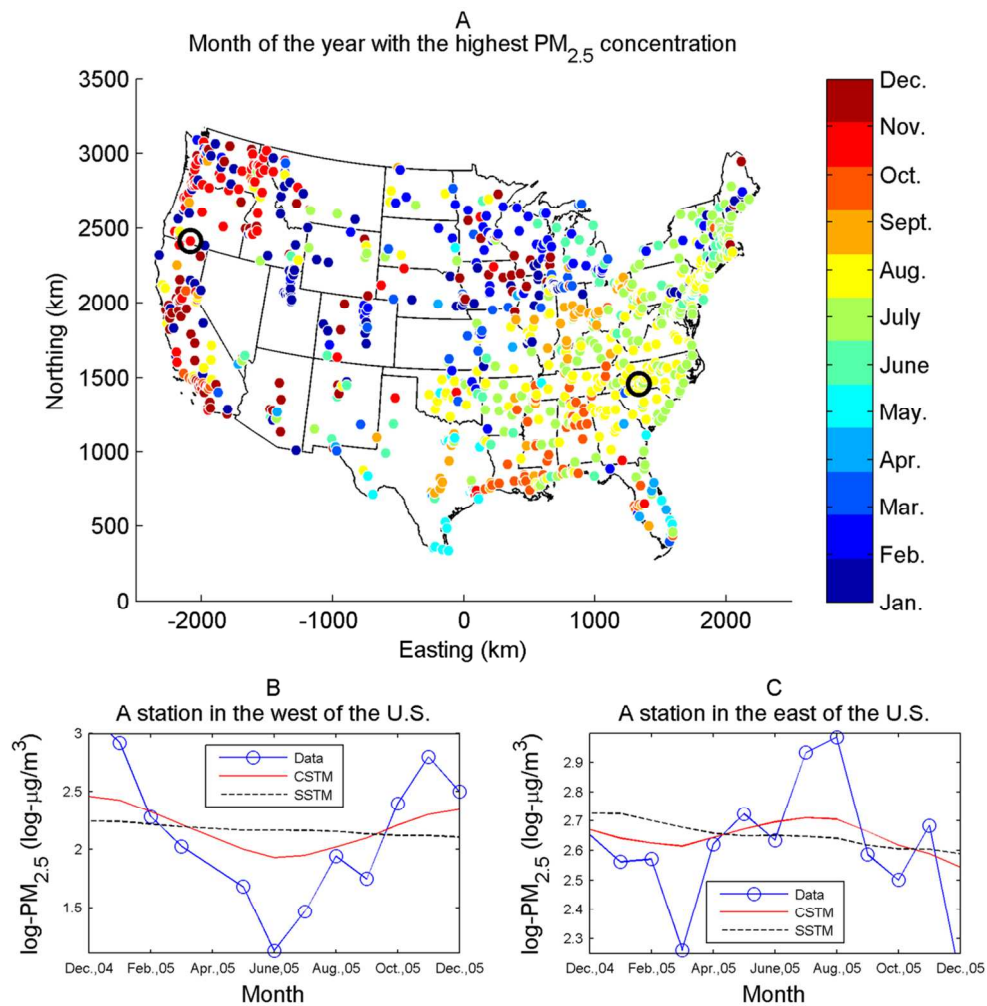 A
Month of the year with the highest PM2.5 concentration
3500
3000
2500
2000
1500
1000
500
0
Northing (km)
-2000 -1000 0 1000 2000
Easting (km)
Dec.
Nov.
Oct.
Sept.
Aug.
July
June
May.
Apr.
Mar.
Feb.
Jan.
B
A station in the west of the U.S.
3
2.5
2
1.5
log-PM2.5 (log-µg/m3)
Data
CSTM
SSTM
Dec.,04 Feb.,05 Apr.,05 June,05 Aug.,05 Oct.,05 Dec.,05
Month
C
A station in the east of the U.S.
2.9
2.8
2.7
2.6
2.5
2.4
2.3
log-PM2.5 (log-µg/m3)
Data
CSTM
SSTM
Dec.,04 Feb.,05 Apr.,05 June,05 Aug.,05 Oct.,05 Dec.,05
Month